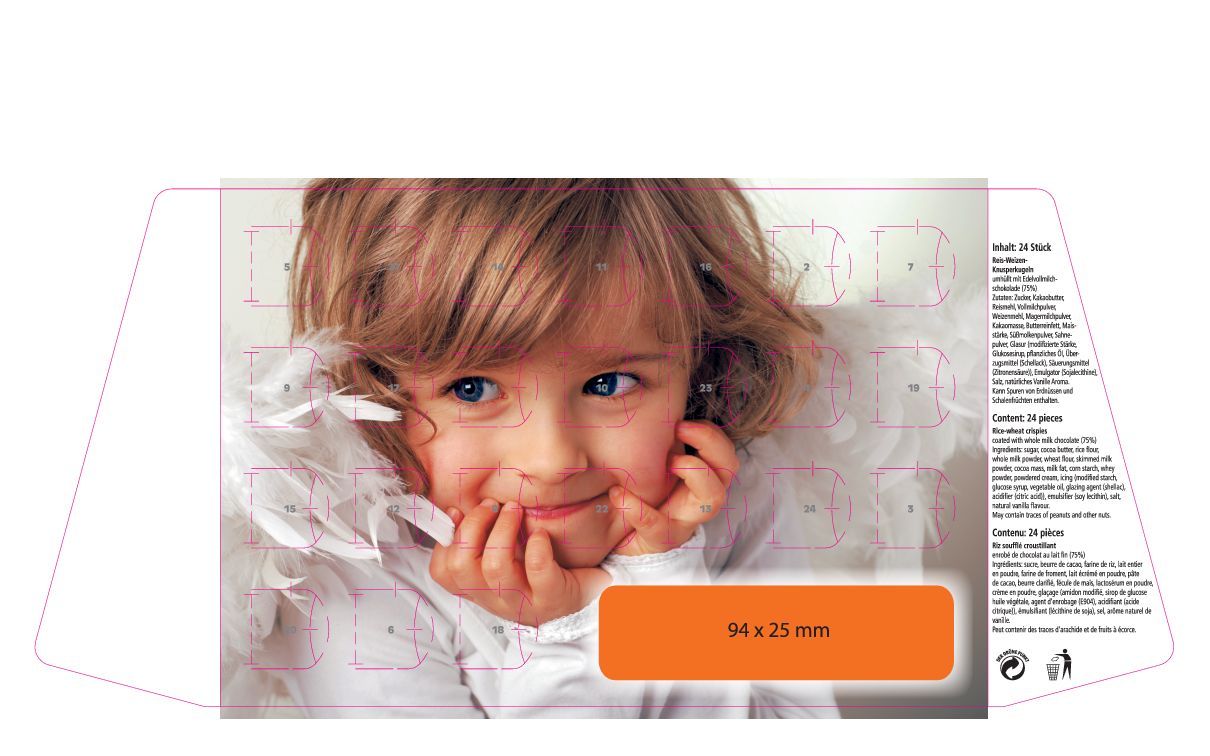 5
14
11
16
2
7
9
17
10
23
19
15
12
8
22
13
24
3
6
18
94 x 25 mm
Inhalt: 24 Stück
Reis-Weizen-
Knusperkugeln
umhüllt mit Edelvollmilch-
schokolade (75%)
Zutaten: Zucker, Kakaobutter,
Reismehl, Vollmilchpulver,
Weizenmehl, Magermilchpulver,
Kakaomasse, Butterreinfett, Mais-
stärke, Süßmolkenpulver, Sahne-
pulver, Glasur (modifizierte Stärke,
Glukosesirup, pflanzliches Öl, Über-
zugsmittel (Schellack), Säuerungsmittel
(Zitronensäure)), Emulgator (Sojalecithine),
Salz, natürliches Vanille Aroma.
Kann Spuren von Erdnüssen und
Schalenfrüchten enthalten.
Content: 24 pieces
Rice-wheat crispies
coated with whole milk chocolate (75%)
Ingredients: sugar, cocoa butter, rice flour,
whole milk powder, wheat flour, skimmed milk
powder, cocoa mass, milk fat, corn starch, whey
powder, powdered cream, icing (modified starch,
glucose syrup, vegetable oil, glazing agent (shellac),
acidifier (citric acid)), emulsifier (soy lecithin), salt,
natural vanilla flavour.
May contain traces of peanuts and other nuts.
Contenu: 24 pièces
Riz soufflé croustillant
enrobé de chocolat au lait fin (75%)
Ingrédients: sucre, beurre de cacao, farine de riz, lait entier
en poudre, farine de froment, lait écrémé en poudre, pâte
de cacao, beurre clarifié, fécule de maïs, lactosérum en poudre,
crème en poudre, glaçage (amidon modifié, sirop de glucose
huile végétale, agent d'enrobage (E904), acidifiant (acide
citrique)), émulsifiant (lécithine de soja), sel, arôme naturel de
vanille.
Peut contenir des traces d'arachide et de fruits à écorce.
DER GRÜNE PUNKT